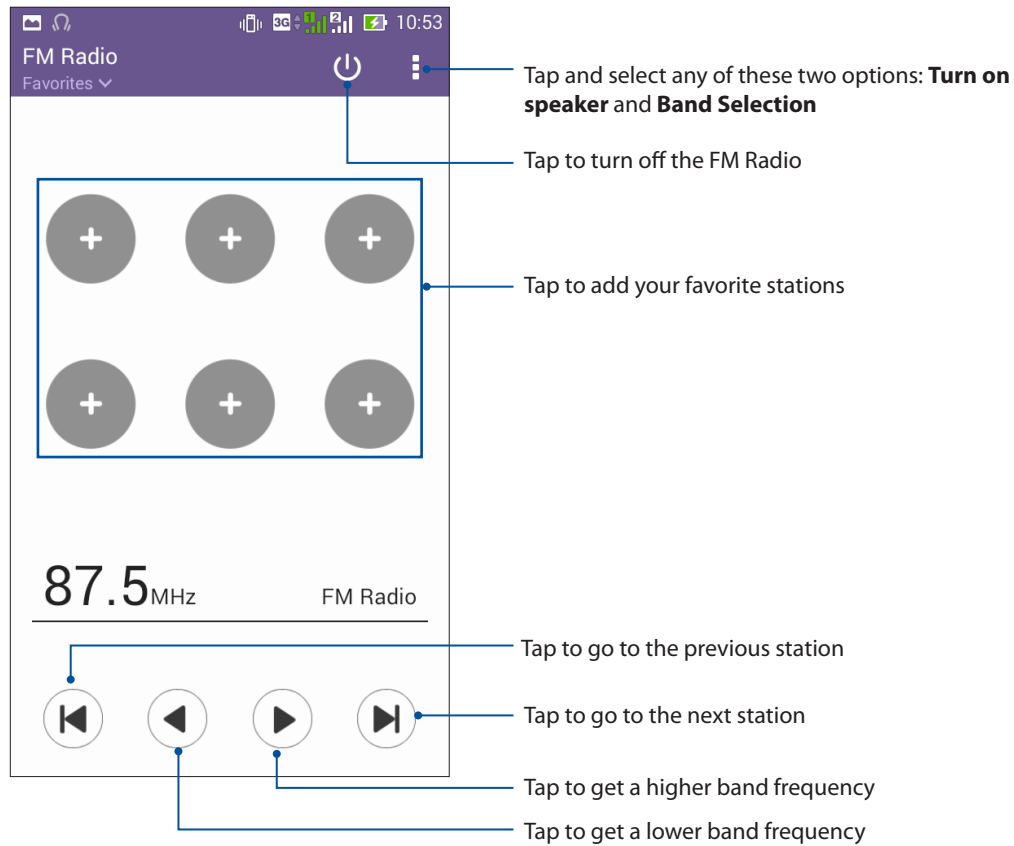 3G 1 2 10:53
FM Radio
Favorites
Tap and select any of these two options: Turn on
speaker and Band Selection
Tap to turn off the FM Radio
Tap to add your favorite stations
87.5MHz FM Radio
Tap to go to the previous station
Tap to go to the next station
Tap to get a higher band frequency
Tap to get a lower band frequency